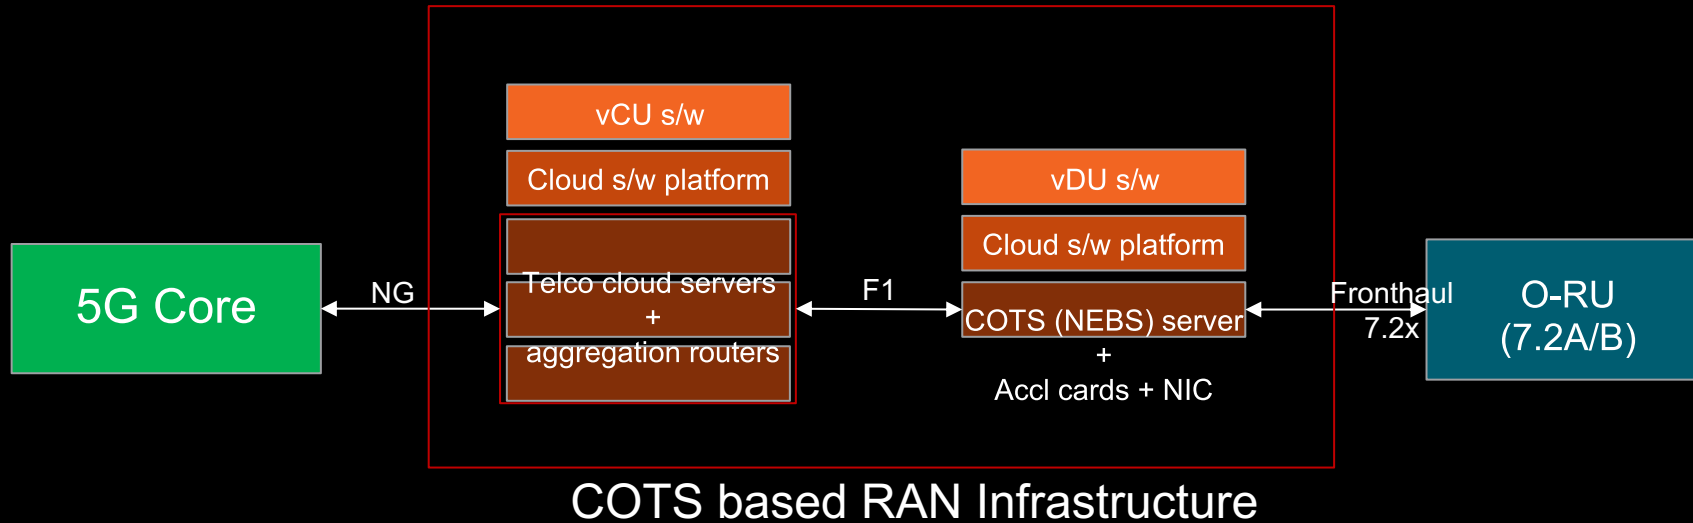 5G Core
NG
vCU s/w
Cloud s/w platform
Telco cloud servers
+
aggregation routers
F1
vDU s/w
Cloud s/w platform
COTS (NEBS) server
+
Accl cards + NIC
Fronthaul
7.2x
O-RU
(7.2A/B)
COTS based RAN Infrastructure